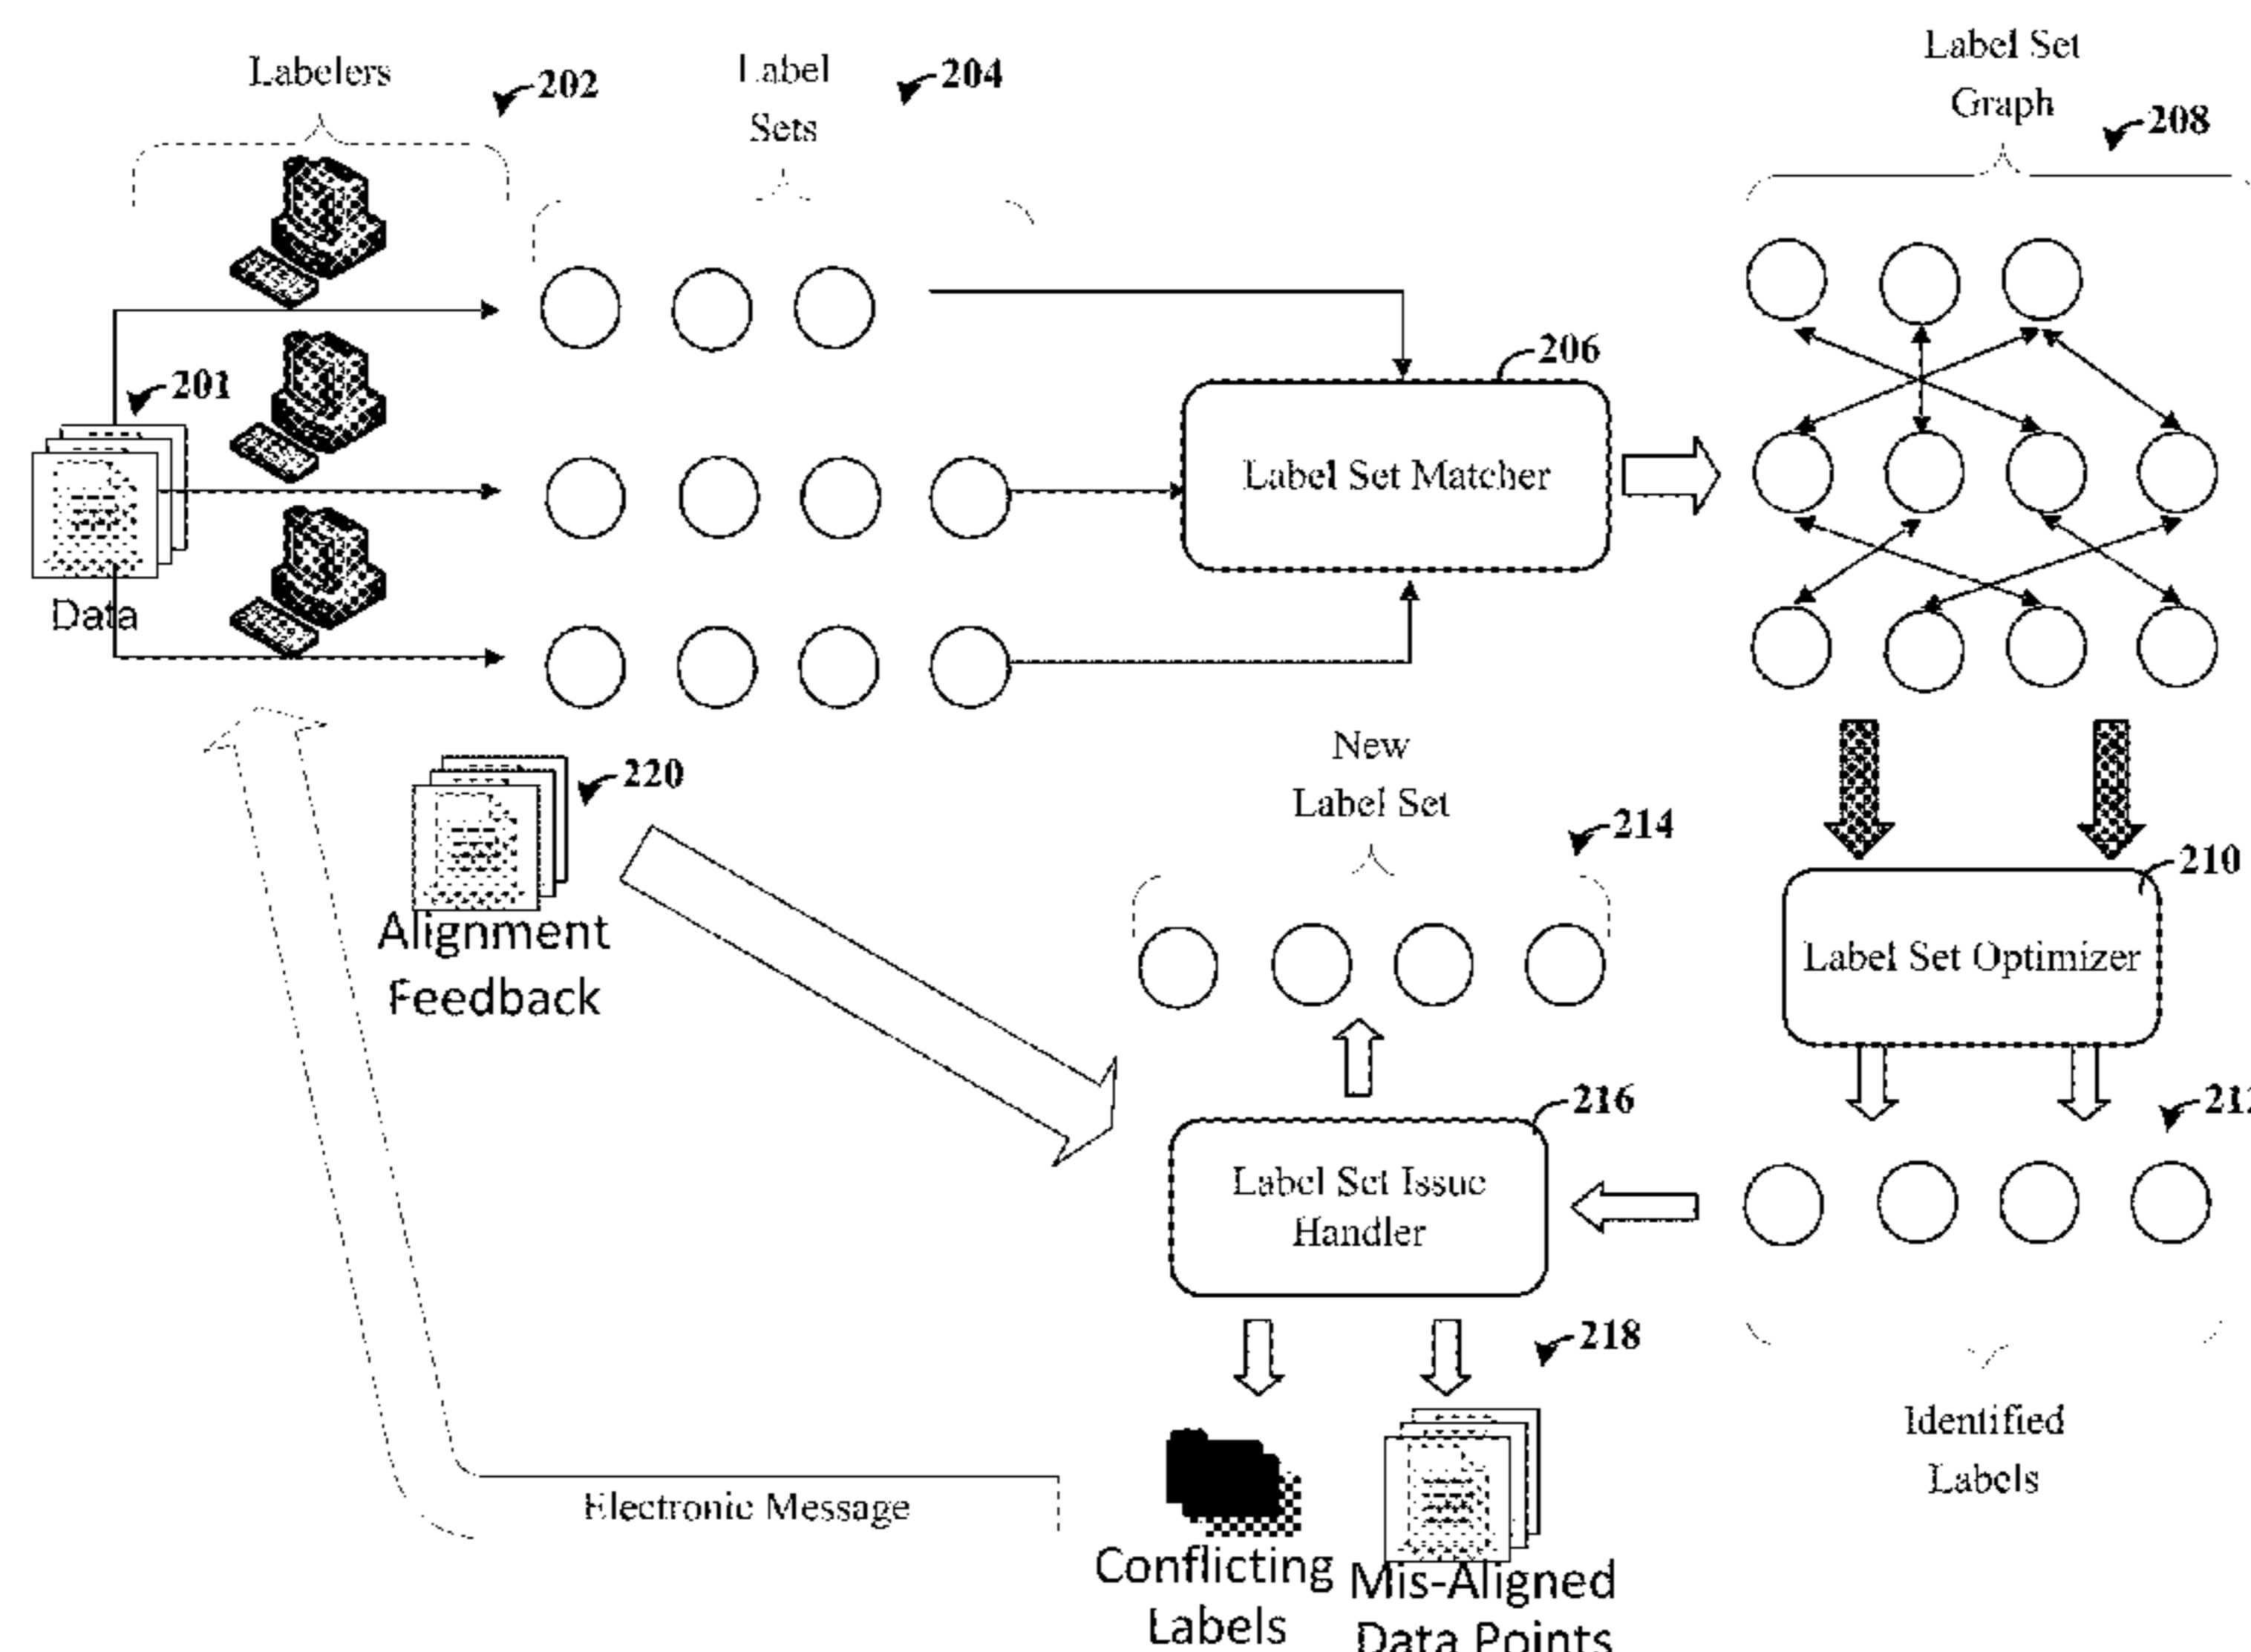 Labelers
202
Label
Sets
204
Label Set
Graph
208
201
Data
206
Label Set Matcher
220
Alignment
Feedback
New
Label Set
214
210
Label Set Optimizer
216
Label Set Issue
Handler
218
Identified
Labels
Electronic Message
Conflicting
Labels
Mis-Aligned
Data Points